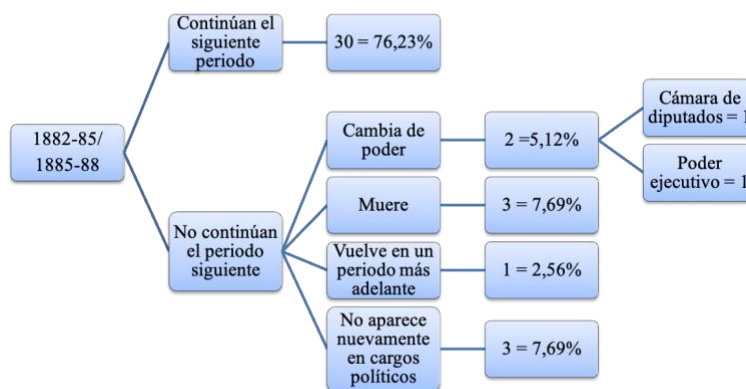 Continúan el
siguiente
periodo
30 = 76,23%
1882-85/
1885-88
Cambia de
poder
2 =5,12%
Cámara de
diputados = 1
Poder
ejecutivo = 1
Muere
3 = 7,69%
No continúan
el periodo
siguiente
Vuelve en un
periodo más
adelante
1 = 2,56%
No aparece
nuevamente
en cargos
políticos
3 = 7,69%